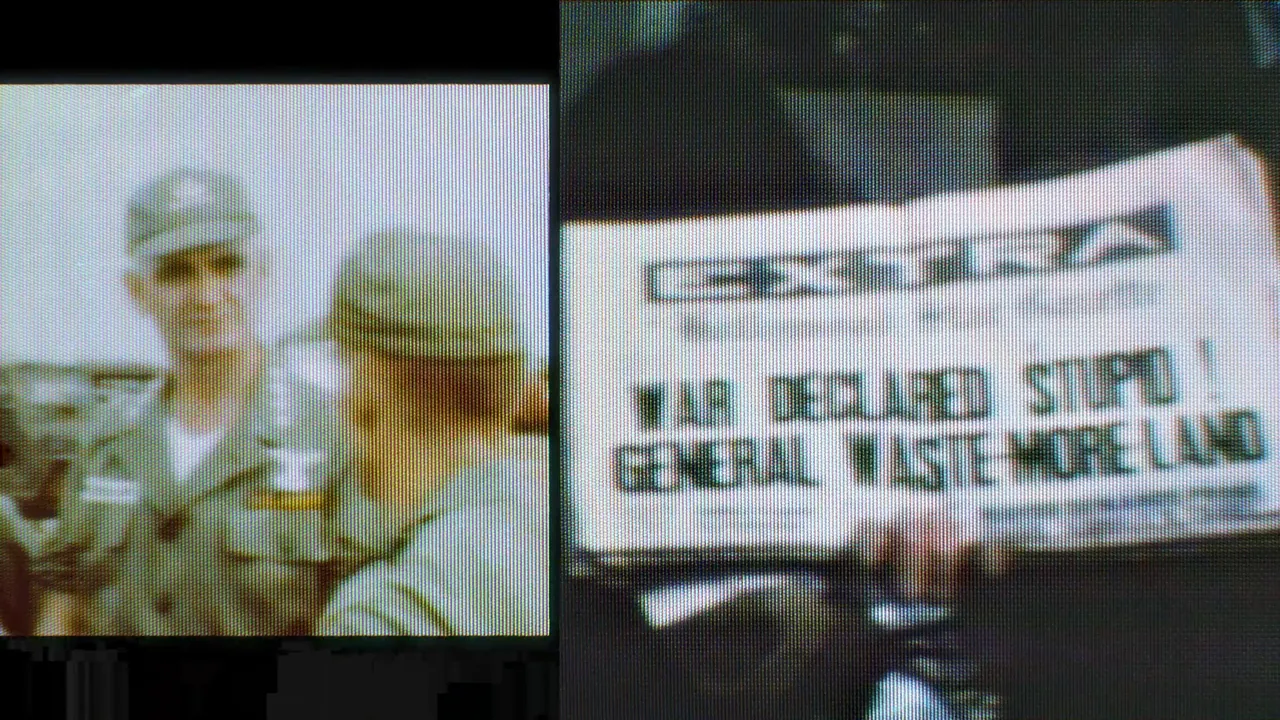 EXTRA
WAR DECLARED STUPID!
GENERAL WASTE-MORE-LAND